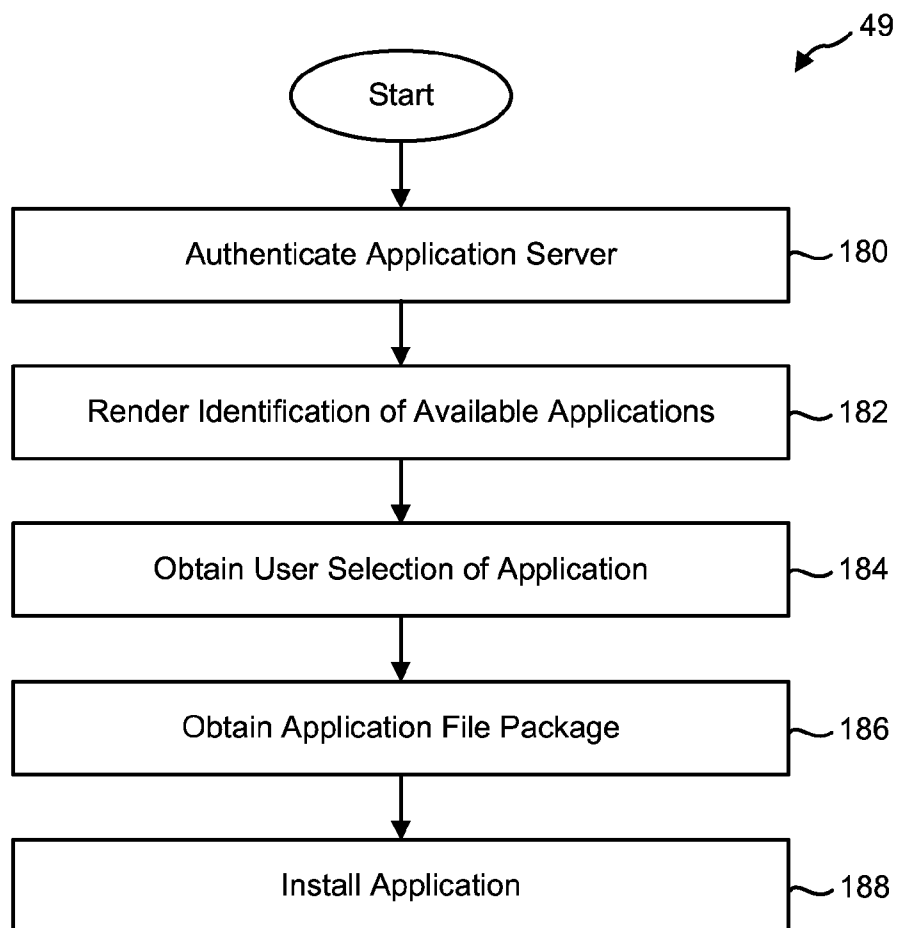 49
Start
Authenticate Application Server
180
Render Identification of Available Applications
182
Obtain User Selection of Application
184
Obtain Application File Package
186
Install Application
188